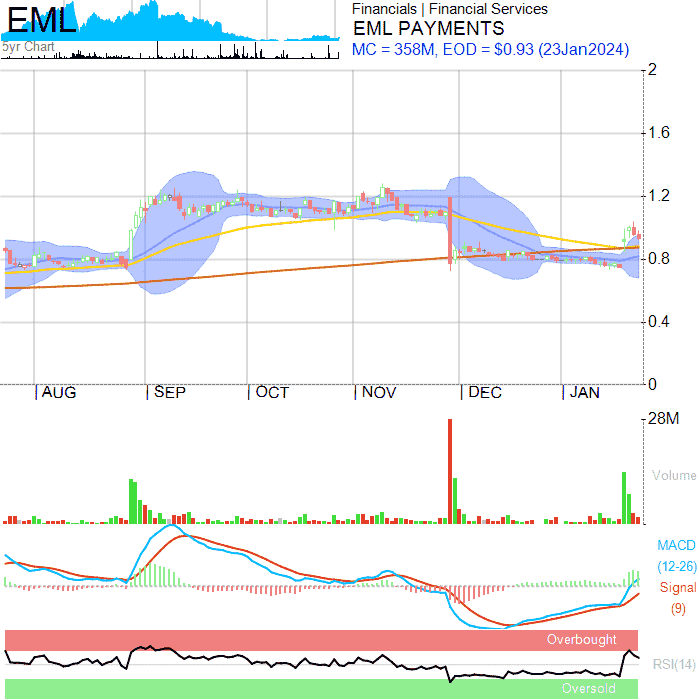 EML
5yr Chart
Financials | Financial Services
EML PAYMENTS
MC = 358M, EOD = $0.93 (23Jan2024)
2
1.6
1.2
0.8
0.4
0
AUG SEP OCT NOV DEC JAN
28M
Volume
MACD
(12-26)
Signal
(9)
Overbought
RSI(14)
Oversold